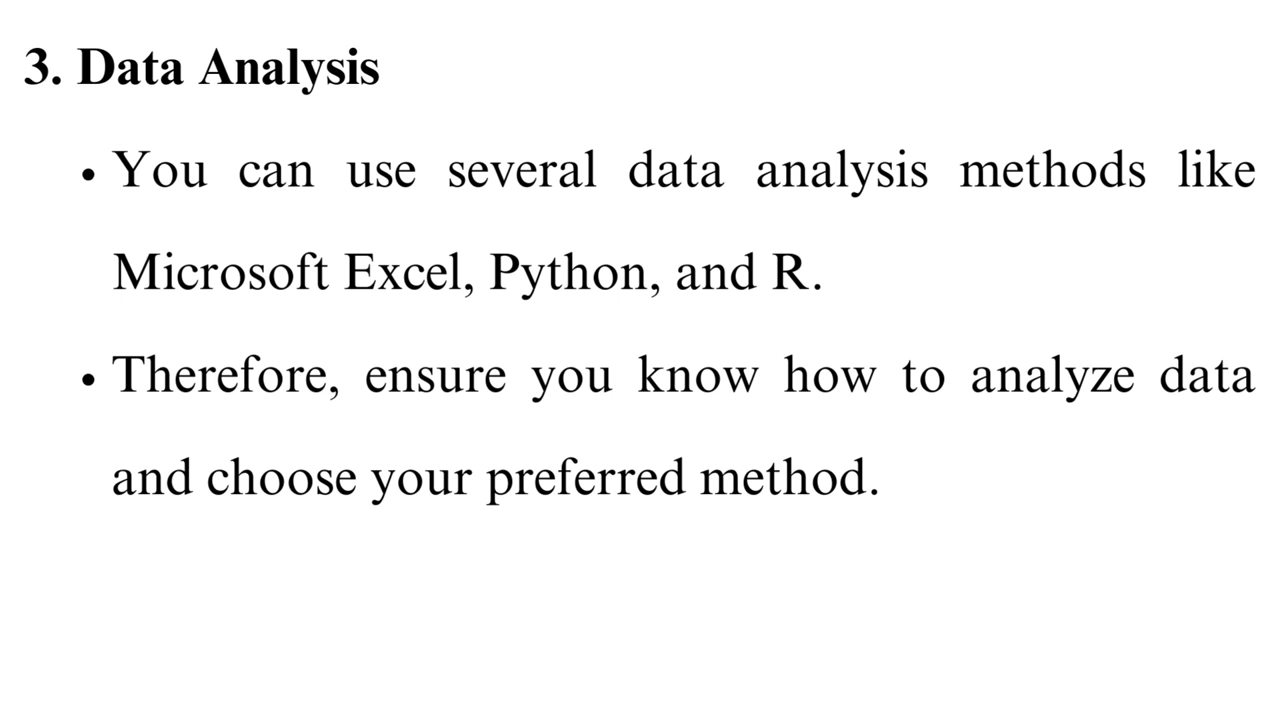 3. Data Analysis
• You can use several data analysis methods like
Microsoft Excel, Python, and R.
• Therefore, ensure you know how to analyze data
and choose your preferred method.